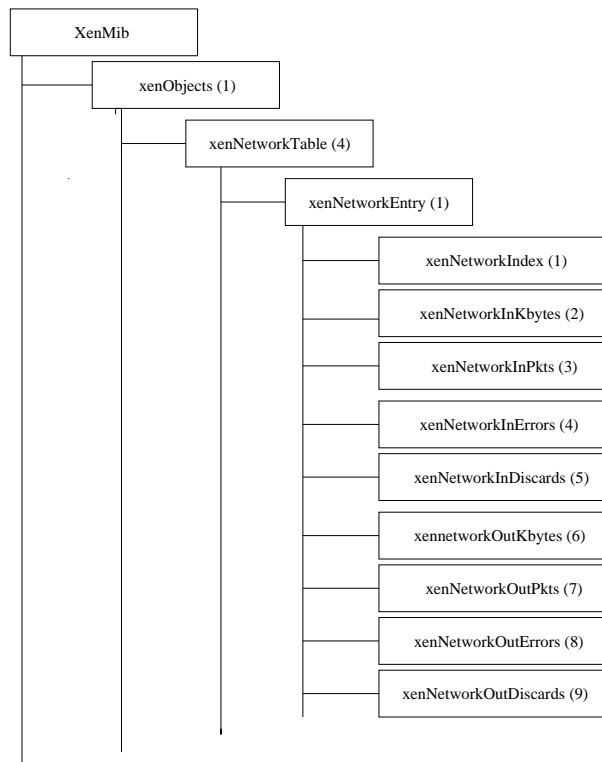 XenMib
xenObjects (1)
xenNetworkTable (4)
xenNetworkEntry (1)
xenNetworkIndex (1)
xenNetworkInKbytes (2)
xenNetworkInPkts (3)
xenNetworkInErrors (4)
xenNetworkInDiscards (5)
xennetworkOutKbytes (6)
xenNetworkOutPkts (7)
xenNetworkOutErrors (8)
xenNetworkOutDiscards (9)